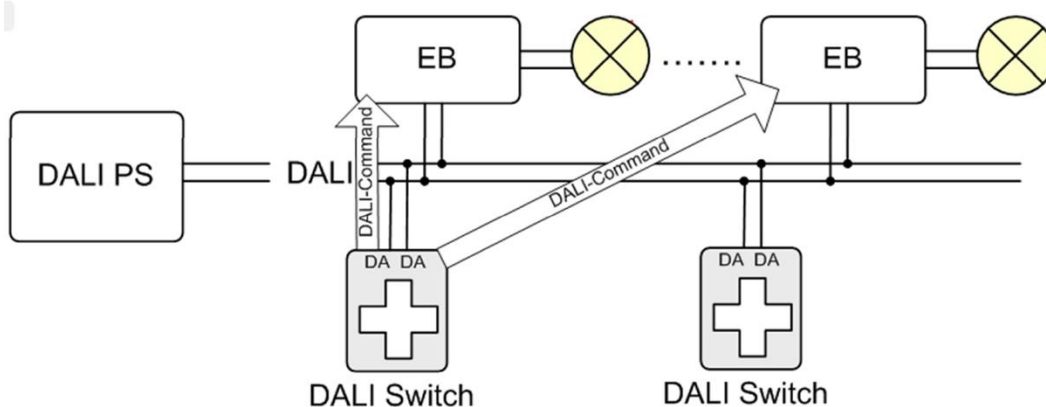 EB
EB
DALI PS
DALI
DALI-Command
DALI-Command
DA DA
DA DA
DALI Switch
DALI Switch